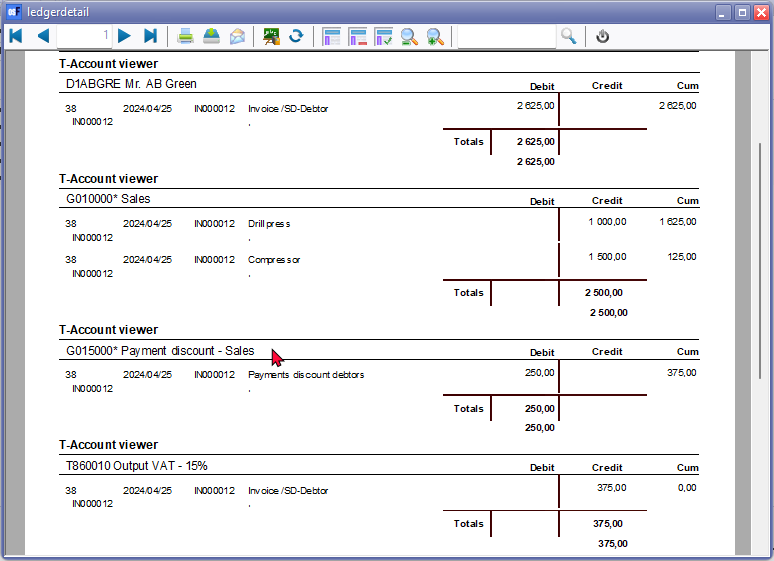 ledgerdetail
1
T-Account viewer
D1ABGRE Mr. AB Green Debit Credit Cum
38 2024/04/25 IN000012 Invoice /SD-Debtor 2 625,00 2 625,00
IN000012 .
Totals 2 625,00
2 625,00
T-Account viewer
G010000* Sales Debit Credit Cum
38 2024/04/25 IN000012 Drill press 1 000,00 1 625,00
IN000012 .
38 2024/04/25 IN000012 Compressor 1 500,00 125,00
IN000012 .
Totals 2 500,00
2 500,00
T-Account viewer
G015000* Payment discount - Sales Debit Credit Cum
38 2024/04/25 IN000012 Payments discount debtors 250,00 375,00
IN000012 .
Totals 250,00
250,00
T-Account viewer
T860010 Output VAT - 15% Debit Credit Cum
38 2024/04/25 IN000012 Invoice /SD-Debtor 375,00 0,00
IN000012 .
Totals 375,00
375,00